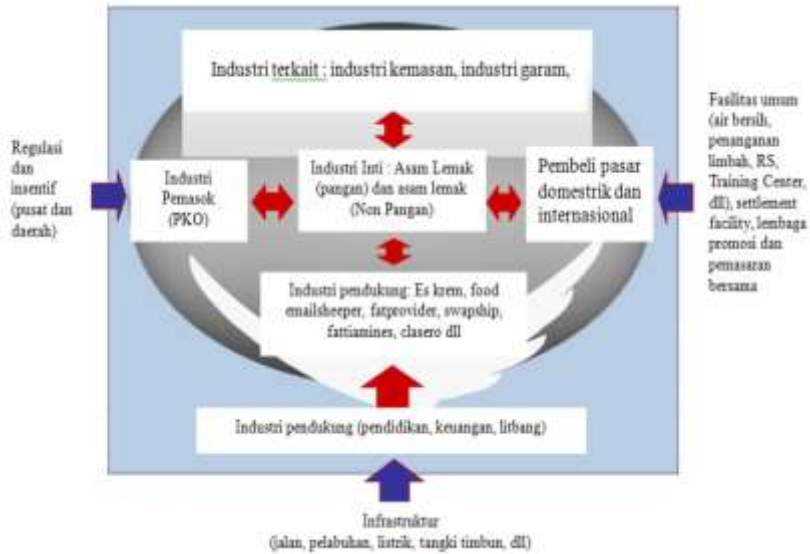 Industri terkait : industri kemasan, industri garam,
Regulasi
dan
insentif
(pusat dan
daerah)
Industri
Pemasok
(PKO)
Industri Inti : Asam Lemak
(pangan) dan asam lemak
(Non Pangan)
Pembeli pasar
domestrik dan
internasional
Fasilitas umum
(air bersih,
penanganan
limbah, RS,
Training Center,
dll), settlement
facility, lembaga
promosi dan
pemasaran
bersama
Industri pendukung: Es krem, food
emailsheeper, fatprovider, swapship,
fattiamines, clasero dll
Industri pendukung (pendidikan, keuangan, litbang)
Infrastruktur
(jalan, pelabuhan, listrik, tangki timbun, dll)